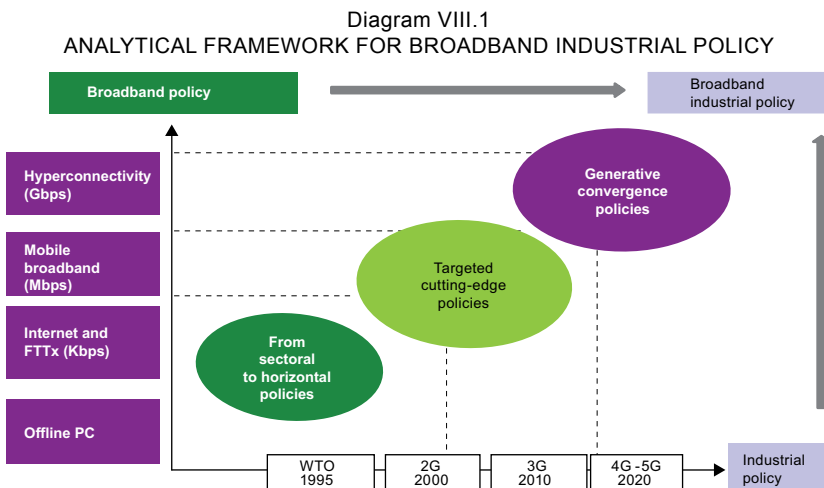 Diagram VIII.1
ANALYTICAL FRAMEWORK FOR BROADBAND INDUSTRIAL POLICY
Broadband policy
Broadband
industrial policy
Hyperconnectivity
(Gbps)
Generative
convergence
policies
Mobile
broadband
(Mbps)
Targeted
cutting-edge
policies
Internet and
FTTx (Kbps)
From
sectoral
to horizontal
policies
Offline PC
WTO
1995
2G
2000
3G
2010
4G -5G
2020
Industrial
policy